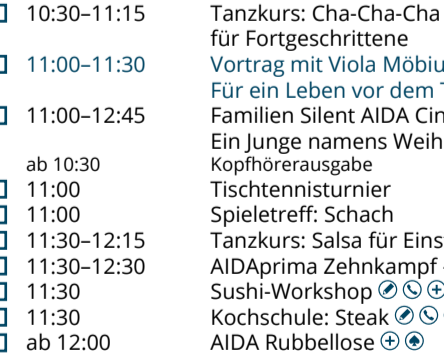 10:30–11:15 Tanzkurs: Cha-Cha-Cha
für Fortgeschrittene
11:00–11:30 Vortrag mit Viola
Für ein Leben vor dem
11:00–12:45 Familien Silent AIDA
Ein Junge namens
ab 10:30 Kopfhörerausgabe
11:00 Tischtennisturnier
11:00 Spieletreff: Schach
11:30–12:15 Tanzkurs: Salsa für
11:30–12:30 AIDAprima Zehnkampf
11:30 Sushi-Workshop
11:30 Kochschule: Steak
ab 12:00 AIDA Rubbellose